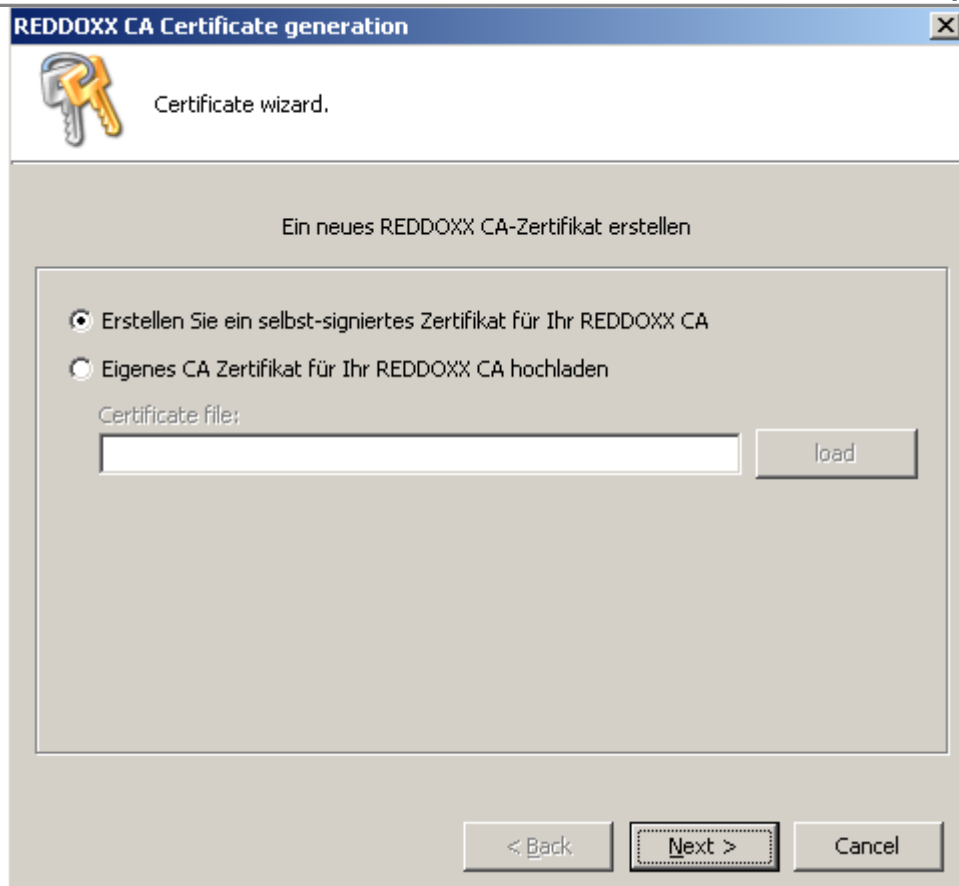 REDDOXX CA Certificate generation
Certificate wizard.
Ein neues REDDOXX CA-Zertifikat erstellen
Erstellen Sie ein selbst-signiertes Zertifikat für Ihr REDDOXX CA
Eigenes CA Zertifikat für Ihr REDDOXX CA hochladen
Certificate file:
load
< Back Next > Cancel